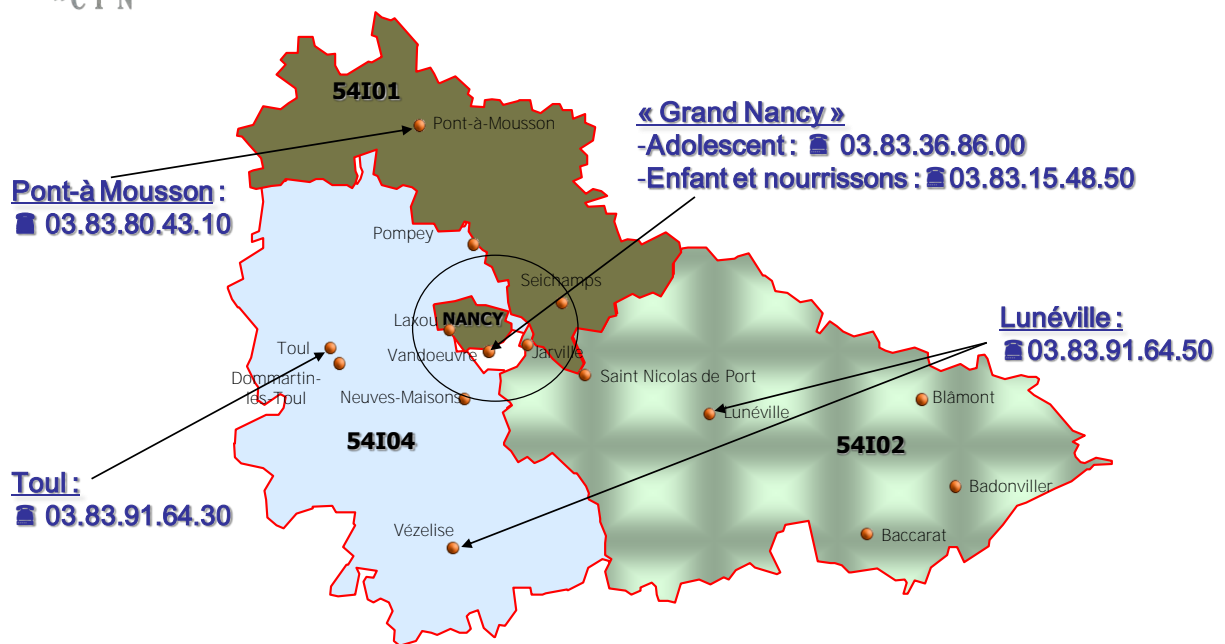 CPN
54I01
Pont-à-Mousson
« Grand Nancy »
-Adolescent : ☎ 03.83.36.86.00
-Enfant et nourrissons : ☎03.83.15.48.50
Pont-à Mousson :
☎ 03.83.80.43.10
Pompey
Seichamps
Laxou
NANCY
Lunéville :
☎03.83.91.64.50
Toul
Vandoeuvre
Jarville
Dommartin-
lès-Toul
Neuves-Maisons
Saint Nicolas de Port
Lunéville
Blâmont
54I04
54I02
Toul :
☎ 03.83.91.64.30
Badonviller
Vézelise
Baccarat